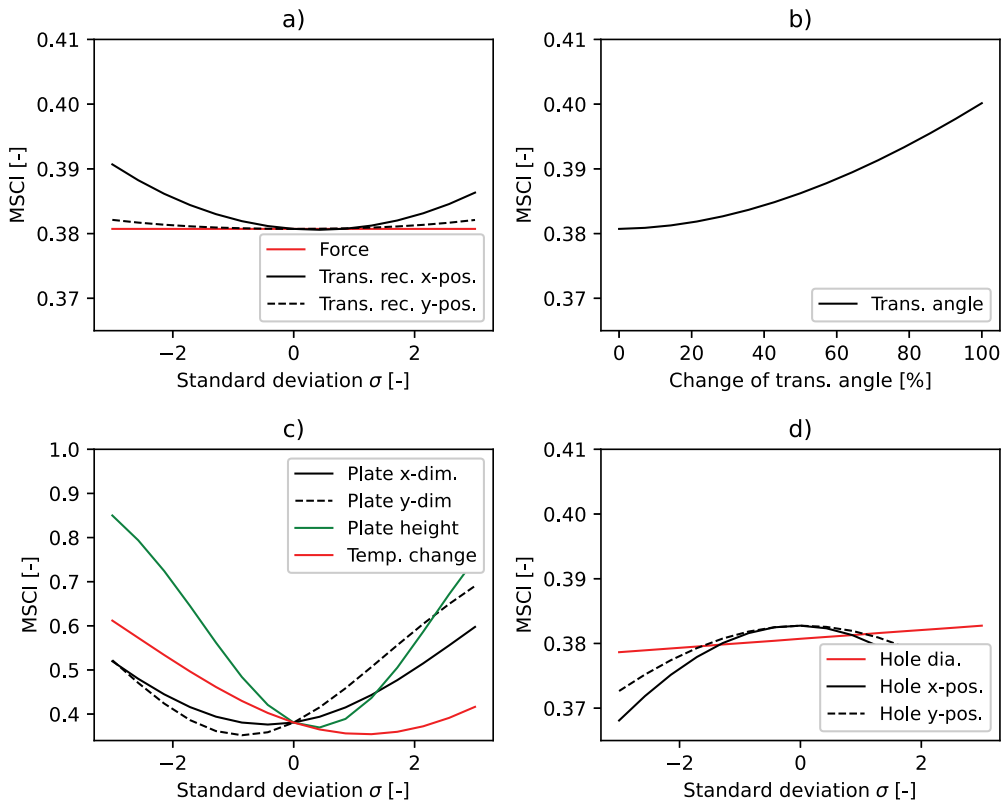 a)
0.41
0.40
0.39
0.38
0.37
MSCI [-]
Force
Trans. rec. x-pos.
Trans. rec. y-pos.
−2
0
2
Standard deviation σ [-]
b)
0.41
0.40
0.39
0.38
0.37
MSCI [-]
Trans. angle
0
20
40
60
80
100
Change of trans. angle [%]
c)
1.0
0.9
0.8
0.7
0.6
0.5
0.4
MSCI [-]
Plate x-dim.
Plate y-dim
Plate height
Temp. change
−2
0
2
Standard deviation σ [-]
d)
0.41
0.40
0.39
0.38
0.37
MSCI [-]
Hole dia.
Hole x-pos.
Hole y-pos.
−2
0
2
Standard deviation σ [-]